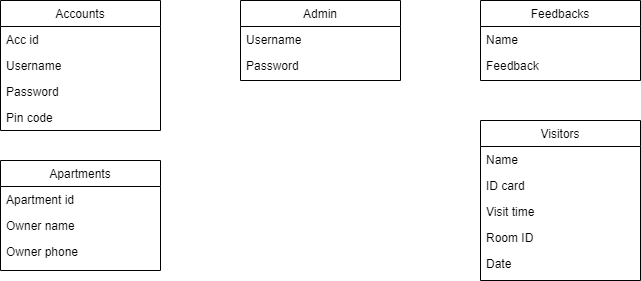 Accounts
Acc id
Username
Password
Pin code
Admin
Username
Password
Feedbacks
Name
Feedback
Apartments
Apartment id
Owner name
Owner phone
Visitors
Name
ID card
Visit time
Room ID
Date